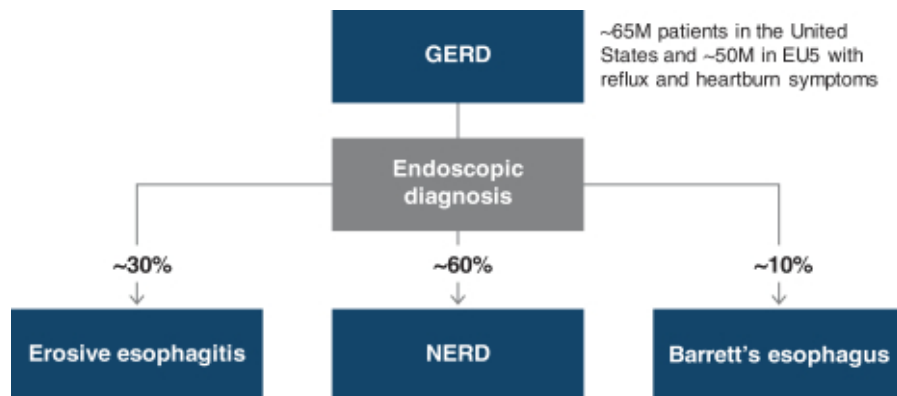 GERD
~65M patients in the United
States and ~50M in EU5 with
reflux and heartburn symptoms
Endoscopic
diagnosis
~30%
~60%
~10%
Erosive esophagitis
NERD
Barrett's esophagus